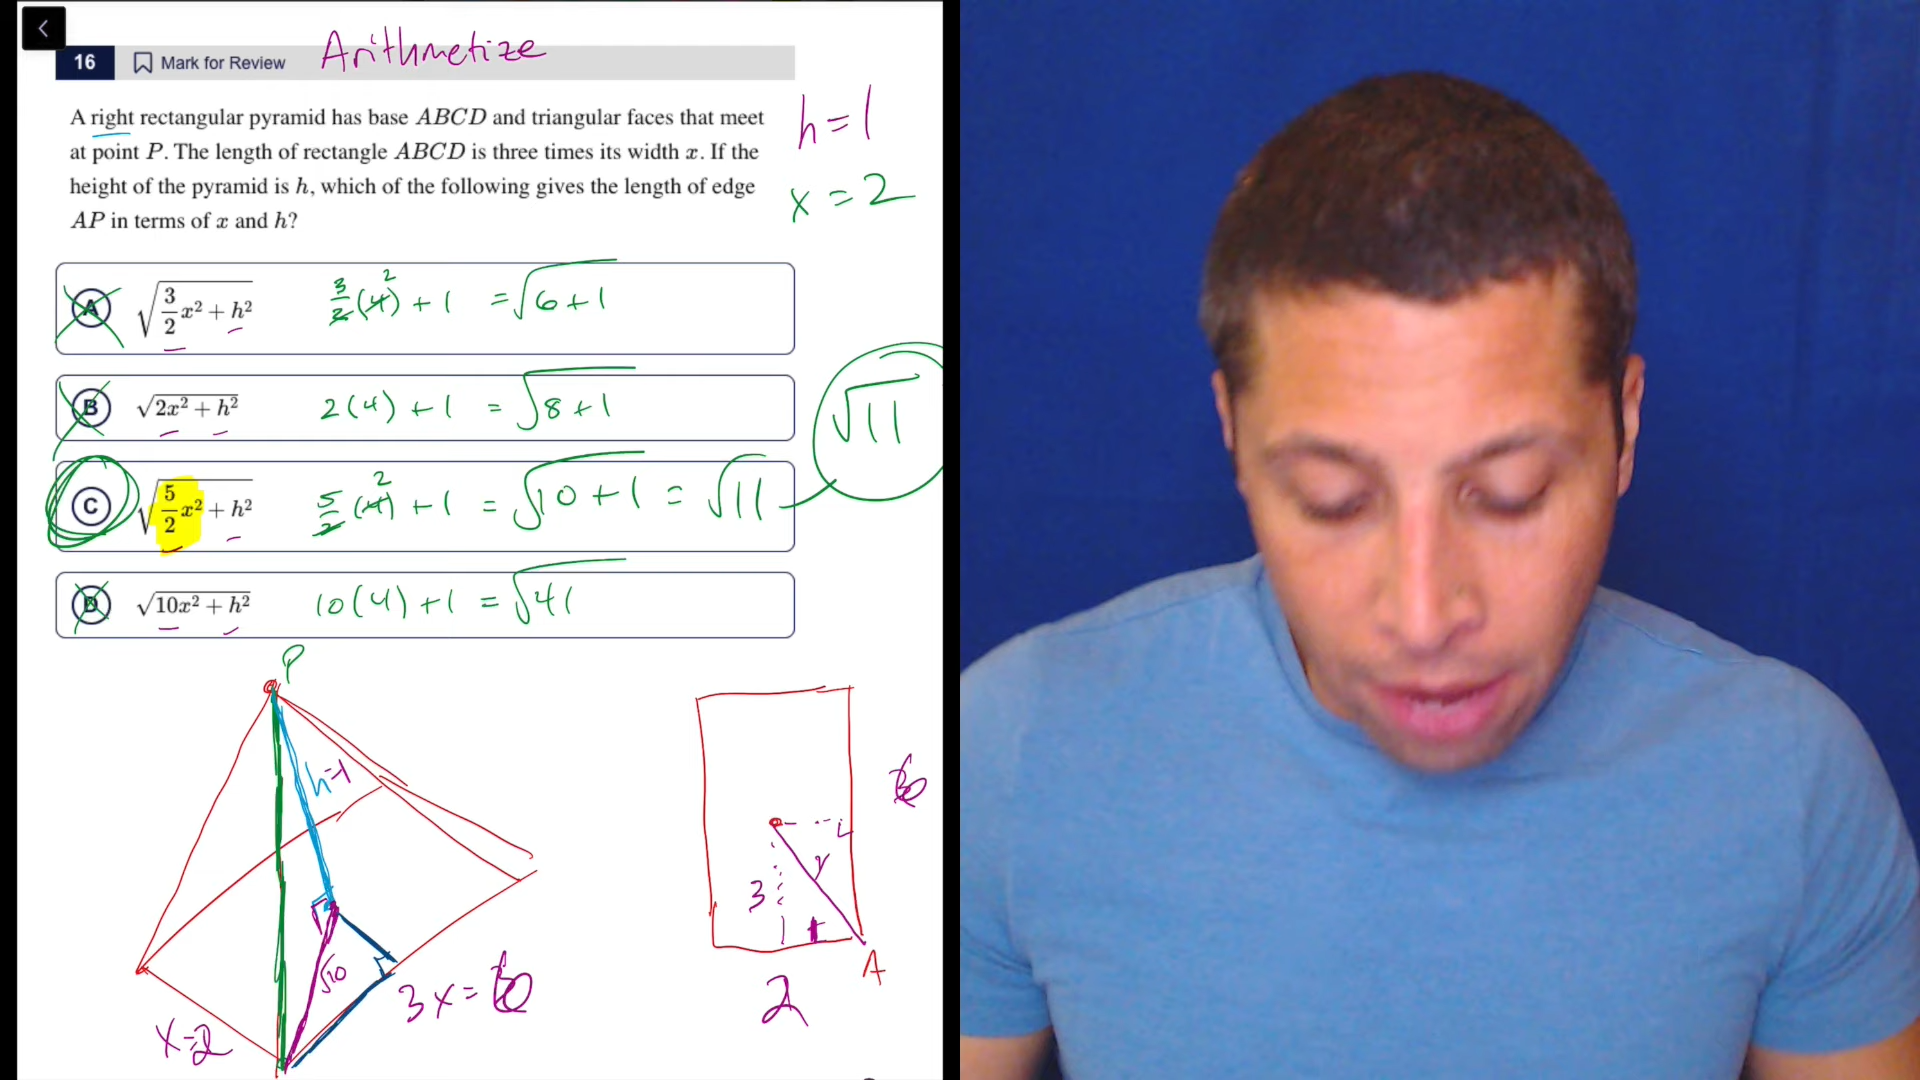 16 Mark for Review Arithmetize
A right rectangular pyramid has base ABCD and triangular faces that meet
at point P. The length of rectangle ABCD is three times its width x. If the
height of the pyramid is h, which of the following gives the length of edge
AP in terms of x and h?
h = 1
x = 2
A √(3/2 x² + h²) 3/2 (4)² + 1 = √6 + 1
B √2x² + h² 2(4) + 1 = √8 + 1
√11
C √(5/2 x² + h²) 5/2 (4)² + 1 = √10 + 1 = √11
D √10x² + h² 10(4) + 1 = √41
P
h=1
√10
x=2
3x = 6
6
3
A
2